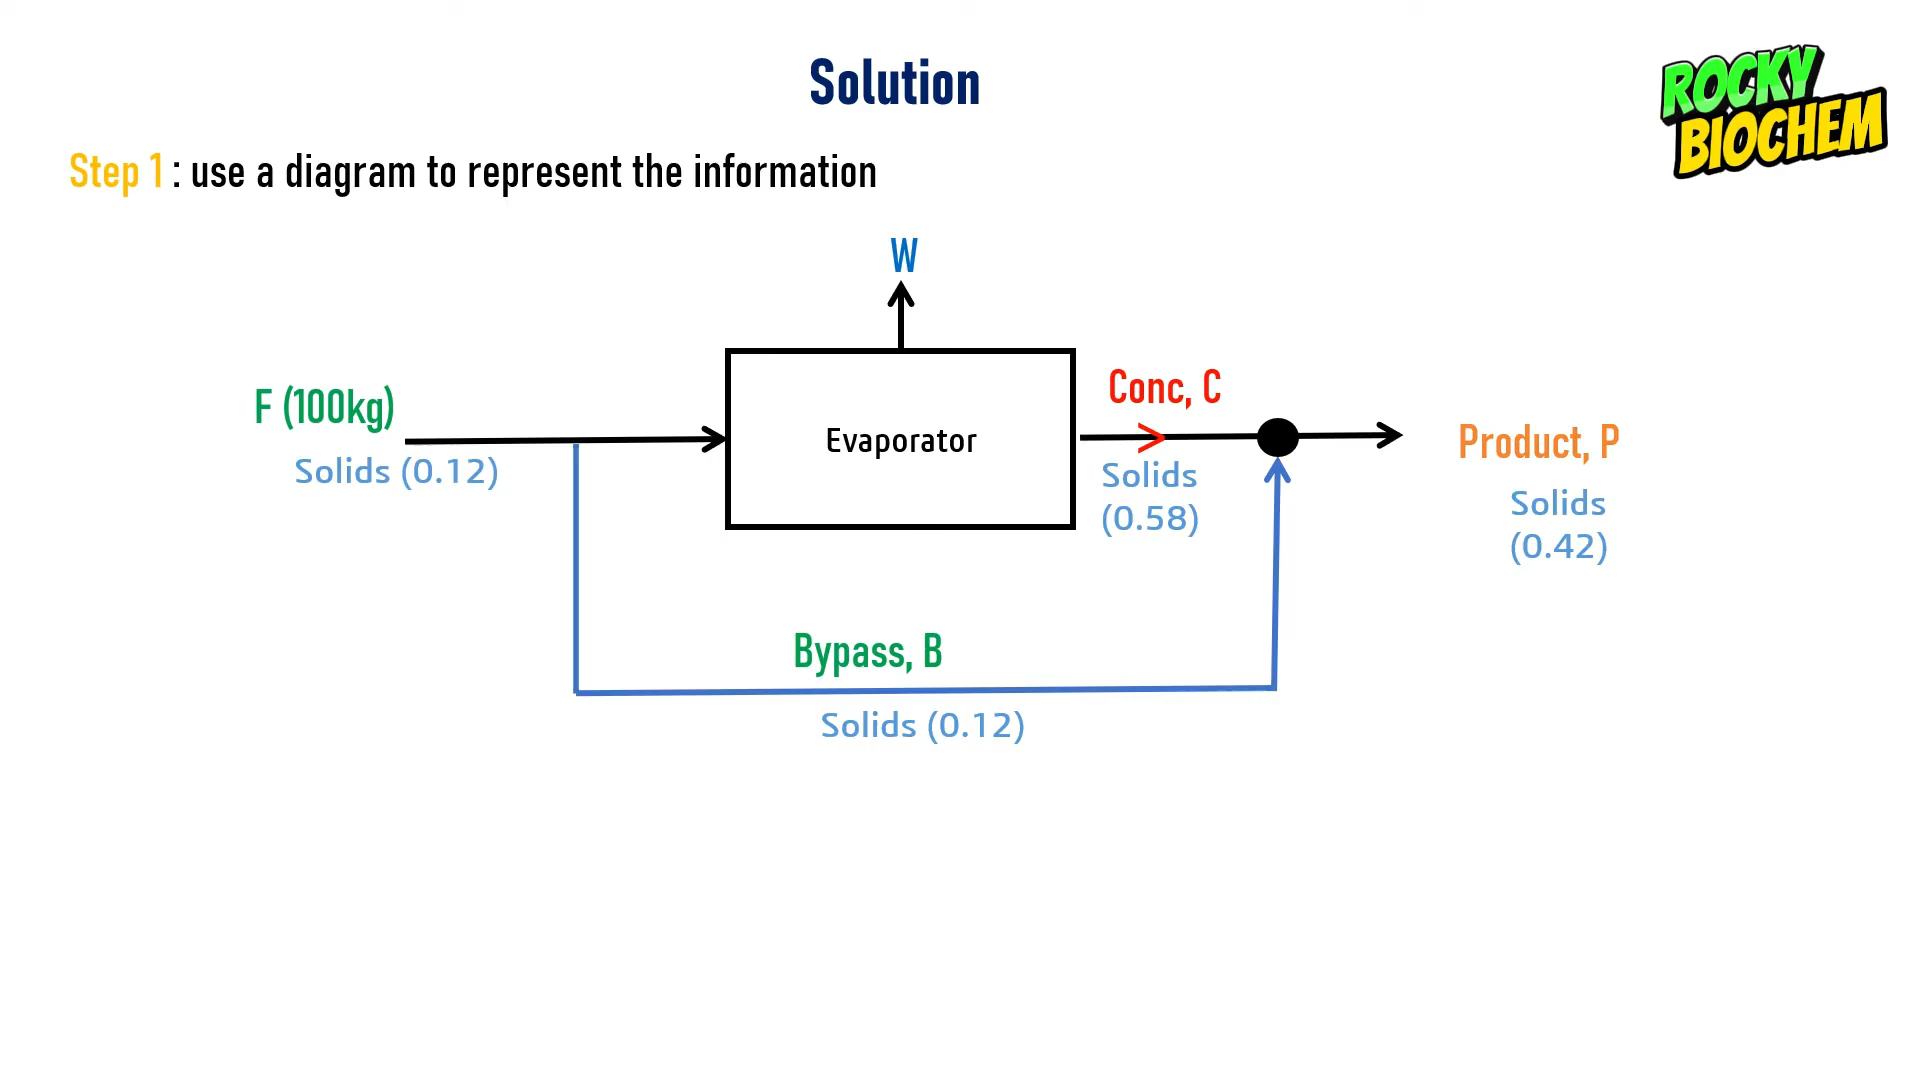 Solution
ROCKY
BIOCHEM
Step 1 : use a diagram to represent the information
W
F (100kg)
Solids (0.12)
Evaporator
Conc, C
Solids
(0.58)
Product, P
Solids
(0.42)
Bypass, B
Solids (0.12)